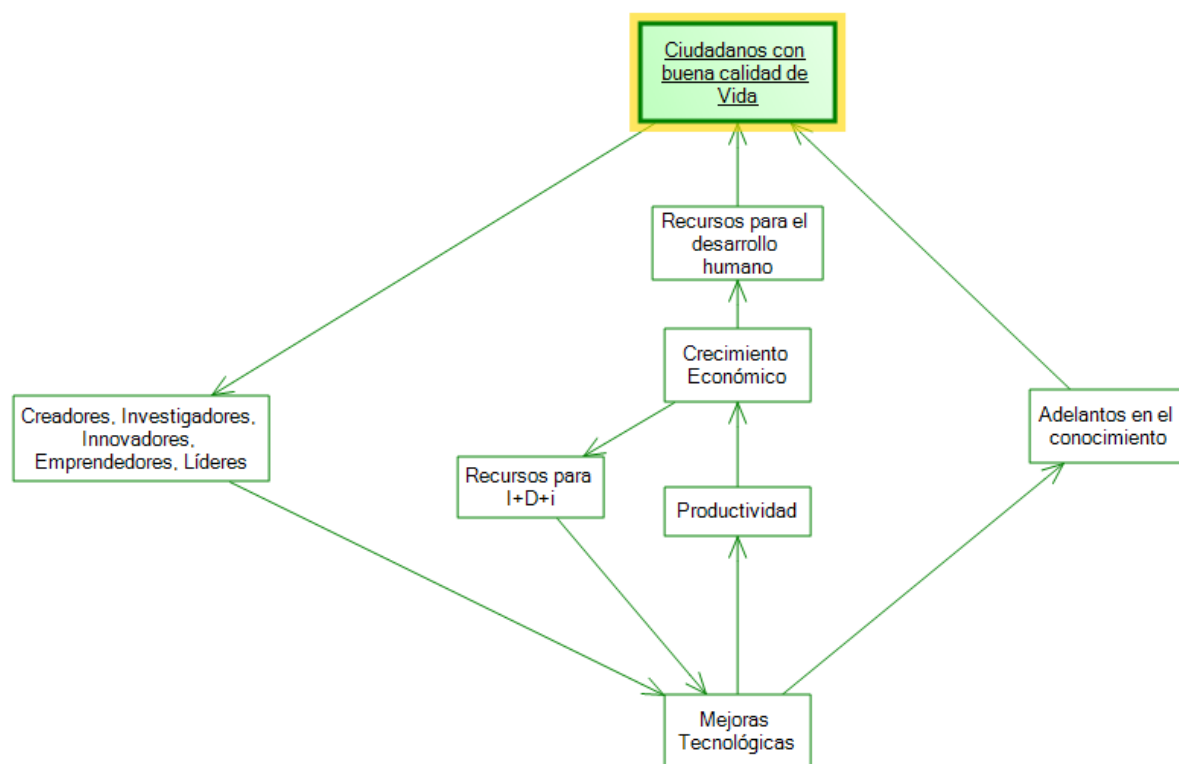 Ciudadanos con
buena calidad de
Vida
Recursos para el
desarrollo
humano
Crecimiento
Económico
Creadores, Investigadores,
Innovadores,
Emprendedores, Líderes
Adelantos en el
conocimiento
Recursos para
I+D+i
Productividad
Mejoras
Tecnológicas